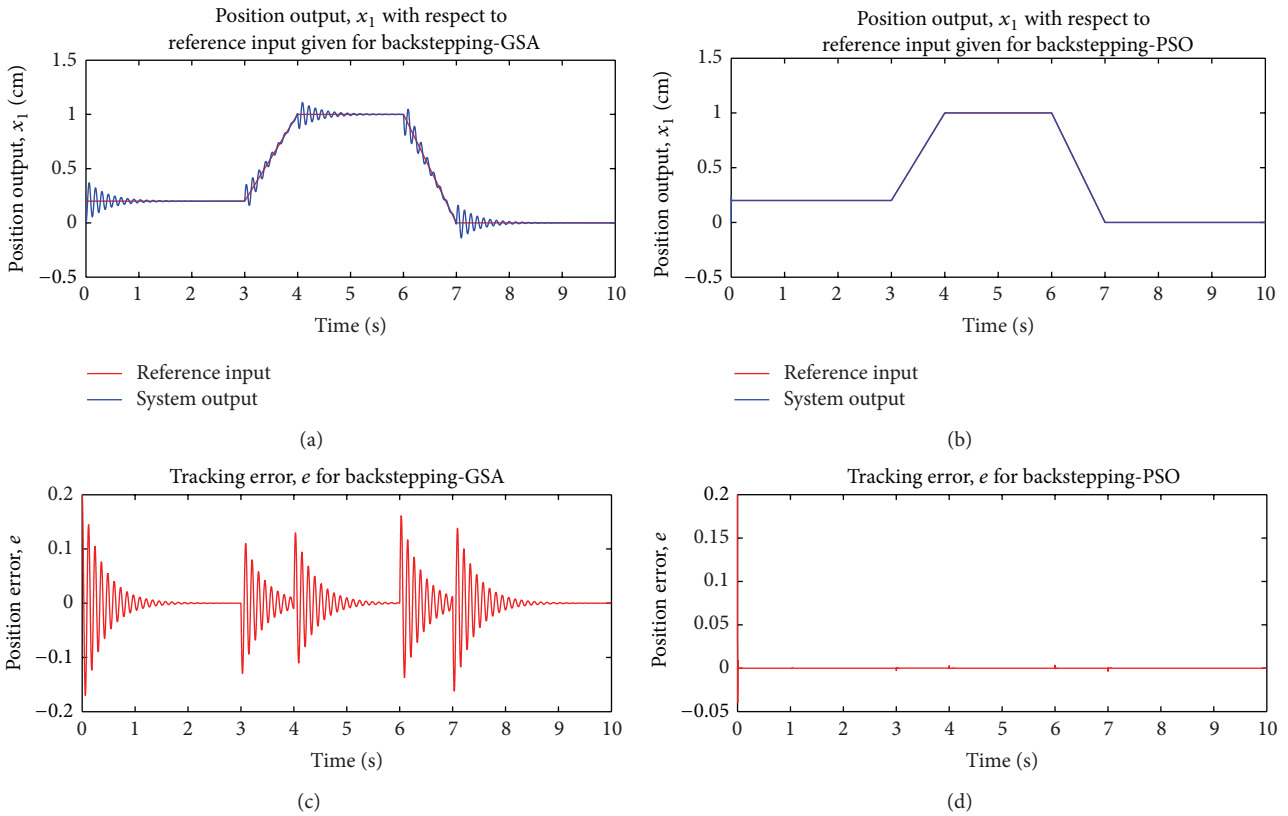 Position output, x₁ with respect to
reference input given for backstepping-GSA
1.5
1
0.5
0
−0.5
Position output, x₁ (cm)
0 1 2 3 4 5 6 7 8 9 10
Time (s)
Reference input
System output
(a)
Position output, x₁ with respect to
reference input given for backstepping-PSO
1.5
1
0.5
0
−0.5
Position output, x₁ (cm)
0 1 2 3 4 5 6 7 8 9 10
Time (s)
Reference input
System output
(b)
Tracking error, e for backstepping-GSA
0.2
0.1
0
−0.1
−0.2
Position error, e
0 1 2 3 4 5 6 7 8 9 10
Time (s)
(c)
Tracking error, e for backstepping-PSO
0.2
0.15
0.1
0.05
0
−0.05
Position error, e
0 1 2 3 4 5 6 7 8 9 10
Time (s)
(d)